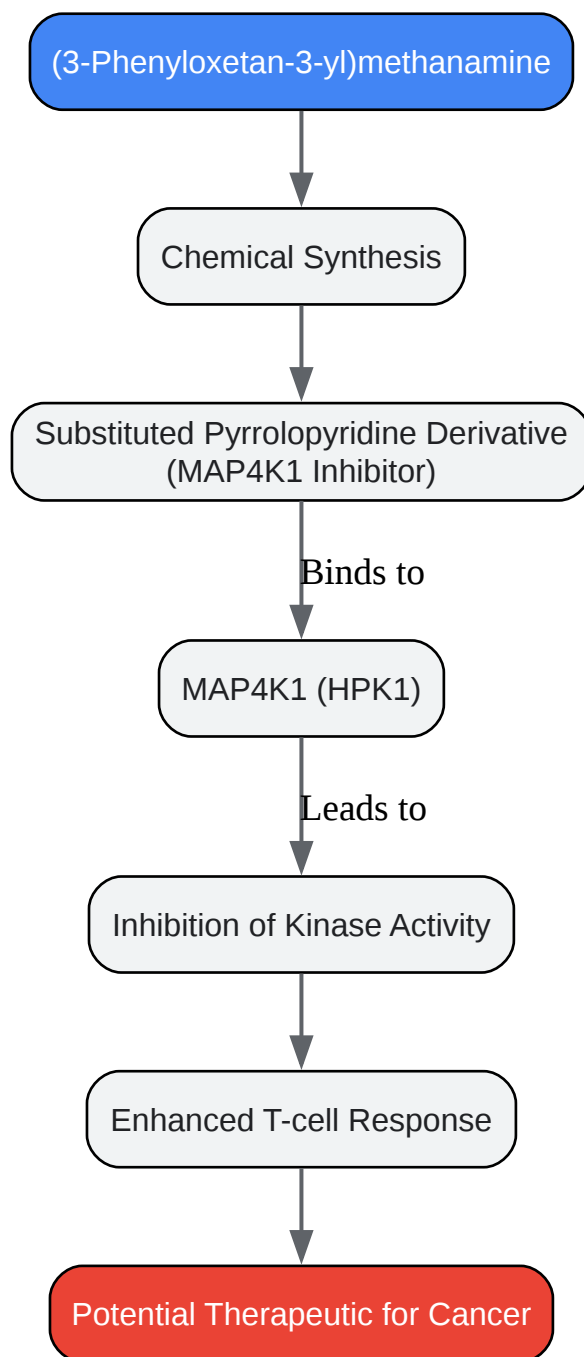 (3-Phenyloxetan-3-yl)methanamine
Chemical Synthesis
Substituted Pyrrolopyridine Derivative
(MAP4K1 Inhibitor)
Binds to
MAP4K1 (HPK1)
Leads to
Inhibition of Kinase Activity
Enhanced T-cell Response
Potential Therapeutic for Cancer